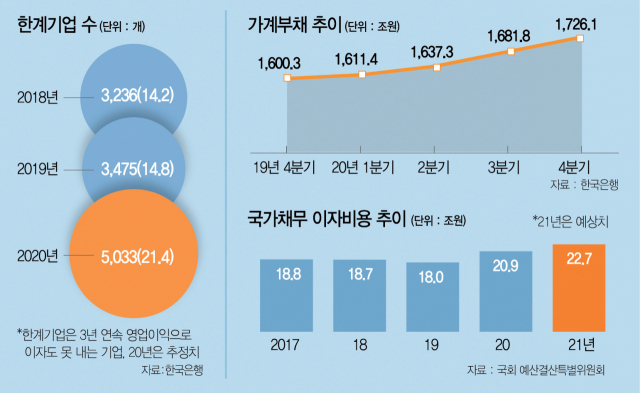 한계기업 수 (단위 : 개)
2018년
3,236(14.2)
2019년
3,475(14.8)
2020년
5,033(21.4)
*한계기업은 3년 연속 영업이익으로
이자도 못 내는 기업, 20년은 추정치
자료:한국은행
가계부채 추이 (단위 : 조원)
1,600.3
1,611.4
1,637.3
1,681.8
1,726.1
19년 4분기 20년 1분기 2분기 3분기 4분기
자료 : 한국은행
국가채무 이자비용 추이 (단위 : 조원)
*21년은 예상치
18.8 18.7 18.0 20.9 22.7
2017 18 19 20 21년
자료 : 국회 예산결산특별위원회